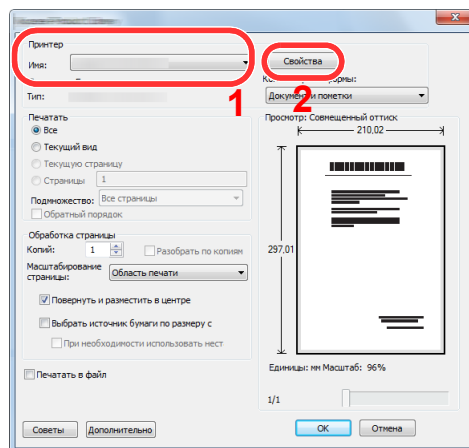 Принтер
Имя:
Свойства
1
2
Тип:
Документ и пометки
Печатать
Все
Текущий вид
Текущую страницу
Страницы
1
Подмножество:
Все страницы
Обратный порядок
Обработка страницы
Копий:
1
Разобрать по копиям
Масштабирование страницы:
Область печати
Повернуть и разместить в центре
Выбрать источник бумаги по размеру с
При необходимости использовать нест
Печатать в файл
Просмотр: Совмещенный оттиск
210,02
297,01
Единицы: мм Масштаб: 96%
1/1
Советы
Дополнительно
OK
Отмена